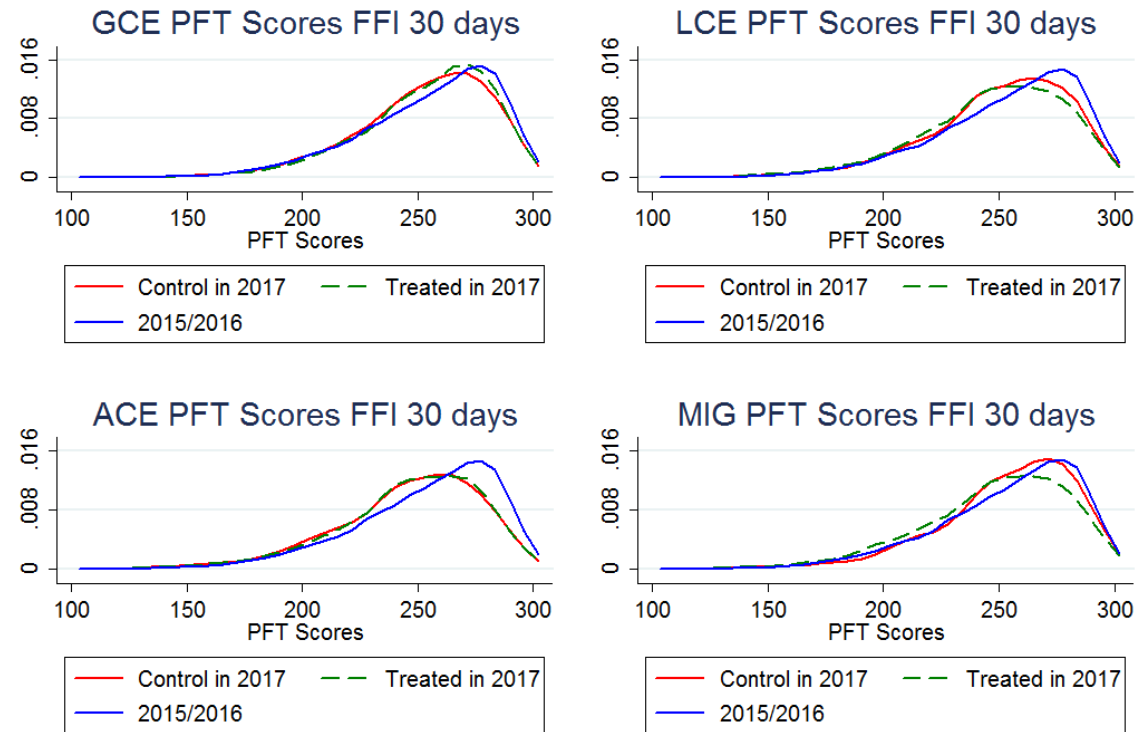 GCE PFT Scores FFI 30 days
.016
.008
0
100 150 200 250 300
PFT Scores
Control in 2017 Treated in 2017
2015/2016
LCE PFT Scores FFI 30 days
.016
.008
0
100 150 200 250 300
PFT Scores
Control in 2017 Treated in 2017
2015/2016
ACE PFT Scores FFI 30 days
.016
.008
0
100 150 200 250 300
PFT Scores
Control in 2017 Treated in 2017
2015/2016
MIG PFT Scores FFI 30 days
.016
.008
0
100 150 200 250 300
PFT Scores
Control in 2017 Treated in 2017
2015/2016